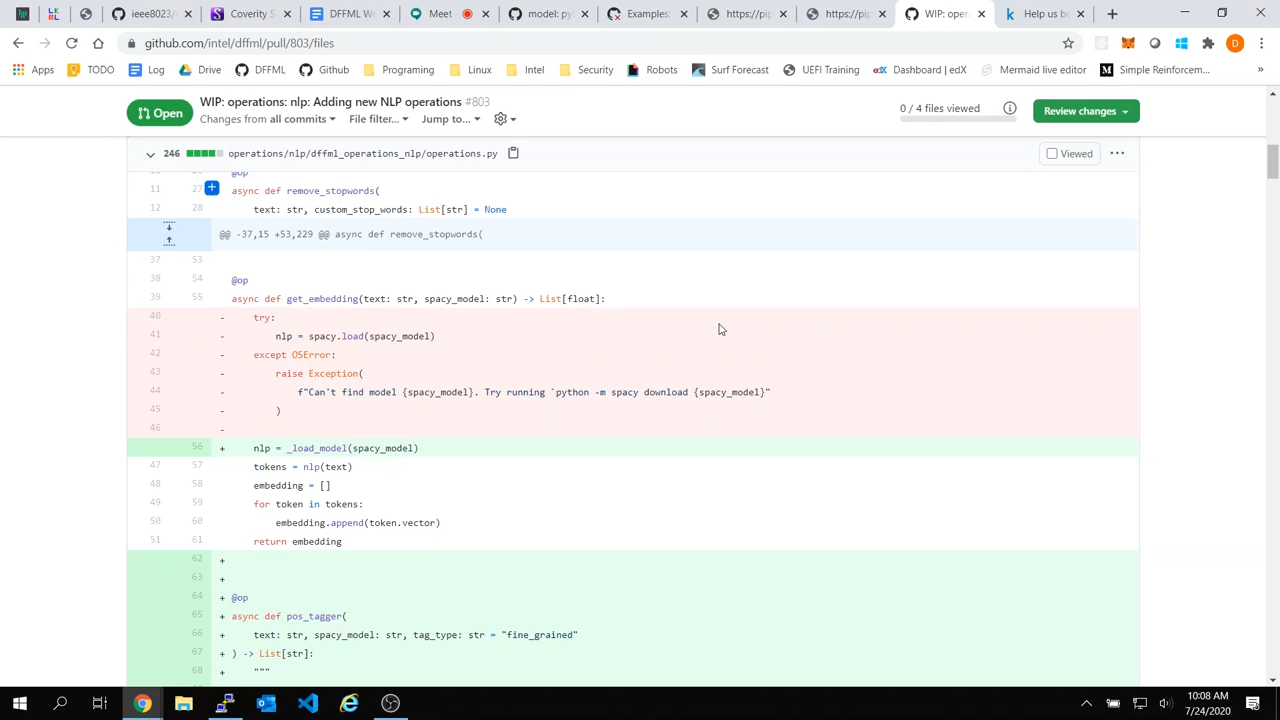 ieee8023/
Coverity S
DFFML We
Meet
model: py
Examples:
https://pip
https://pip
WIP: oper
Help us be
github.com/intel/dffml/pull/803/files
Apps
TODO
Log
Drive
DFFML
Github
Programing
Linux
Intel
Security
Robots
Surf Forecast
UEFI Training
Dashboard | edX
Mermaid live editor
Simple Reinforcem...
»
Open
WIP: operations: nlp: Adding new NLP operations #803
Changes from all commits
File filter...
Jump to...
0 / 4 files viewed
Review changes
246 operations/nlp/dffml_operations_nlp/operations.py
Viewed
@op
11 27 async def remove_stopwords(
12 28 text: str, custom_stop_words: List[str] = None
@@ -37,15 +53,229 @@ async def remove_stopwords(
37 53
38 54 @op
39 55 async def get_embedding(text: str, spacy_model: str) -> List[float]:
40 - try:
41 - nlp = spacy.load(spacy_model)
42 - except OSError:
43 - raise Exception(
44 - f"Can't find model {spacy_model}. Try running `python -m spacy download {spacy_model}"
45 - )
46 -
56 + nlp = _load_model(spacy_model)
47 57 tokens = nlp(text)
48 58 embedding = []
49 59 for token in tokens:
50 60 embedding.append(token.vector)
51 61 return embedding
62 +
63 +
64 + @op
65 + async def pos_tagger(
66 + text: str, spacy_model: str, tag_type: str = "fine_grained"
67 + ) -> List[str]:
68 + """
10:08 AM
7/24/2020